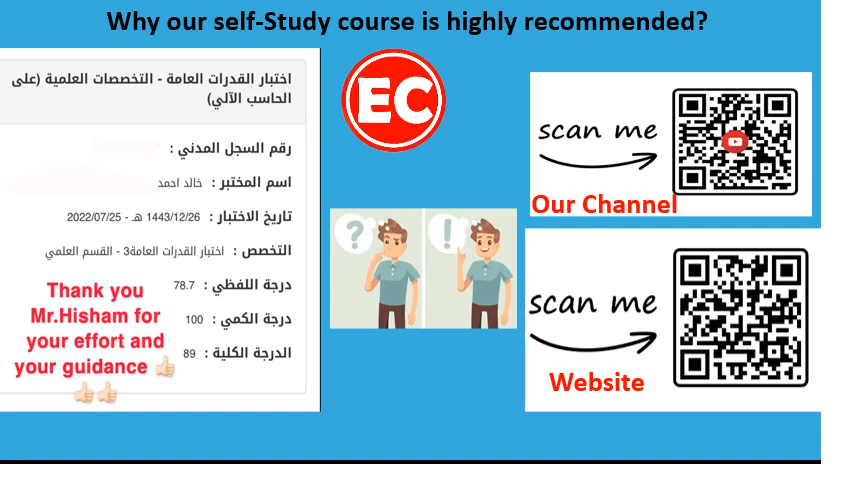 Why our self-Study course is highly recommended?
اختبار القدرات العامة - التخصصات العلمية (على
الحاسب الآلي)
رقم السجل المدني :
اسم المختبر : خالد احمد
تاريخ الاختبار : 1443/12/26 هـ - 2022/07/25
التخصص : اختبار القدرات العامة3 - القسم العلمي
درجة اللفظي : 78.7
درجة الكمي : 100
الدرجة الكلية : 89
Thank you
Mr.Hisham for
your effort and
your guidance 👍🏻
👍🏻👍🏻
EC
?
!
scan me
Our Channel
scan me
Website